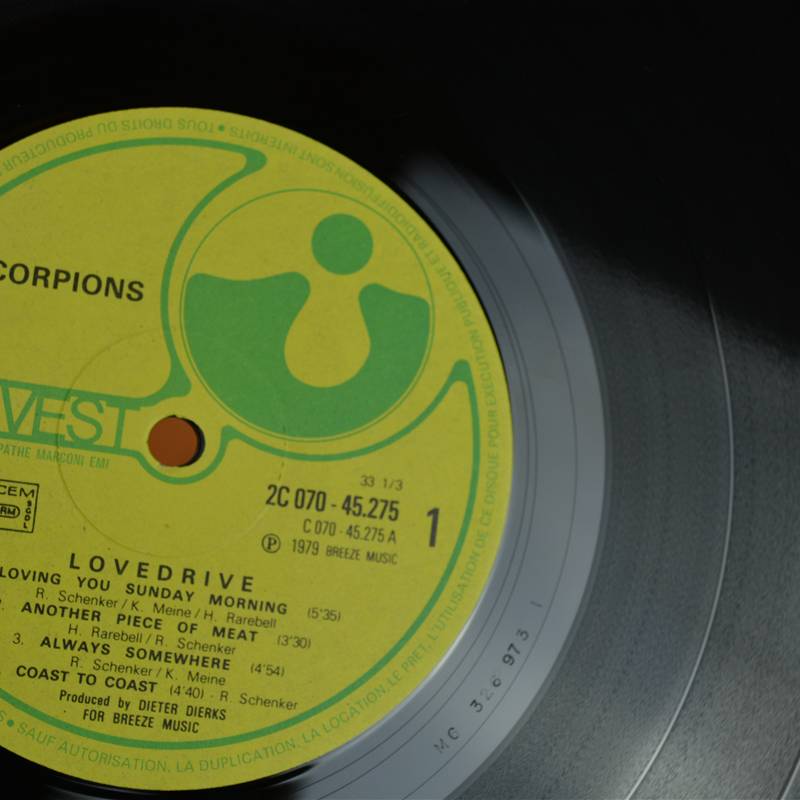 CORPIONS
VEST
PATHE MARCONI EMI
CEM
SGDL
33 1/3
2C 070 - 45.275
C 070 - 45.275 A
1
Ⓟ 1979 BREEZE MUSIC
LOVEDRIVE
LOVING YOU SUNDAY MORNING (5'35)
R. Schenker / K. Meine / H. Rarebell
ANOTHER PIECE OF MEAT (3'30)
H. Rarebell / R. Schenker
3. ALWAYS SOMEWHERE (4'54)
R. Schenker / K. Meine
COAST TO COAST (4'40) - R. Schenker
Produced by DIETER DIERKS
FOR BREEZE MUSIC
PRODUCTEUR
TOUS DROITS DU PRODUCTEUR
• SAUF AUTORISATION, LA DUPLICATION, LA LOCATION, LE PRET, L'UTILISATION DE CE DISQUE POUR EXECUTION PUBLIQUE ET RADIODIFFUSION SONT INTERDITS •
MC 326 973 1